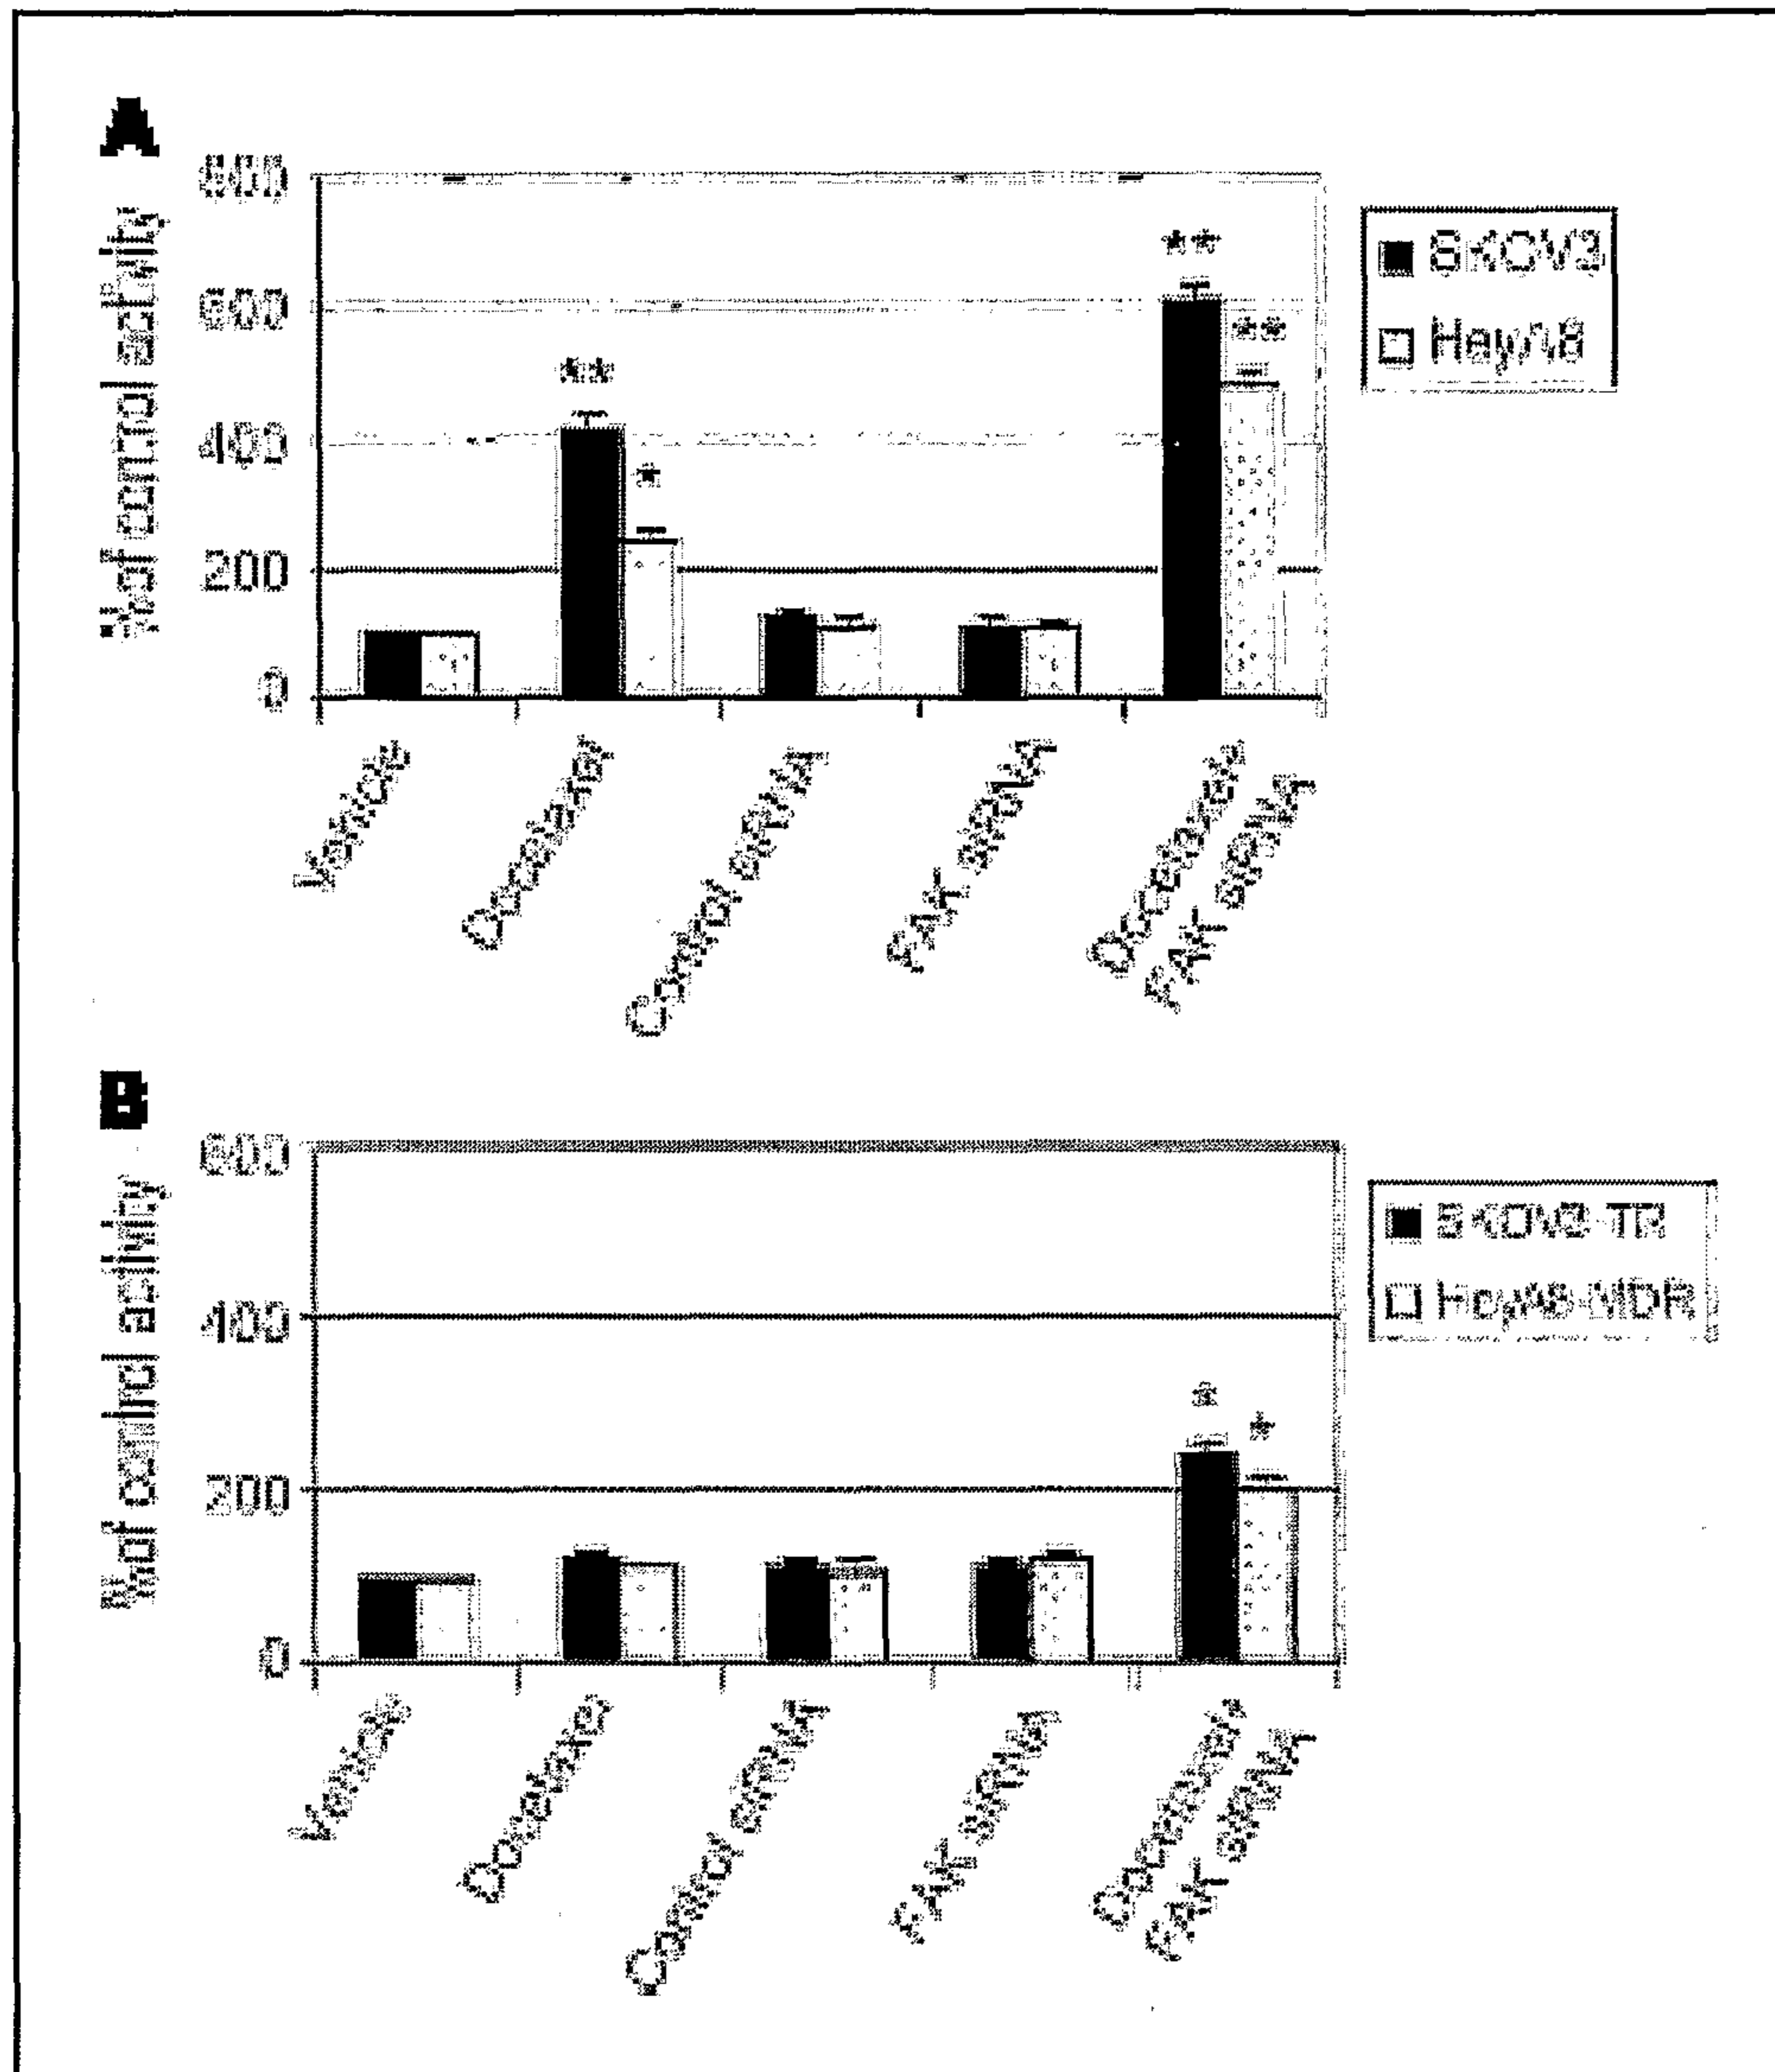 A
% of control activity
800
600
400
200
0
**
*
**
**
SKOV3
HeyA8
Vehicle
Docetaxel
Control siRNA
FAK siRNA
Docetaxel/
FAK siRNA
B
% of control activity
600
400
200
0
*
*
SKOV3-TR
HeyA8-MDR
Vehicle
Docetaxel
Control siRNA
FAK siRNA
Docetaxel/
FAK siRNA